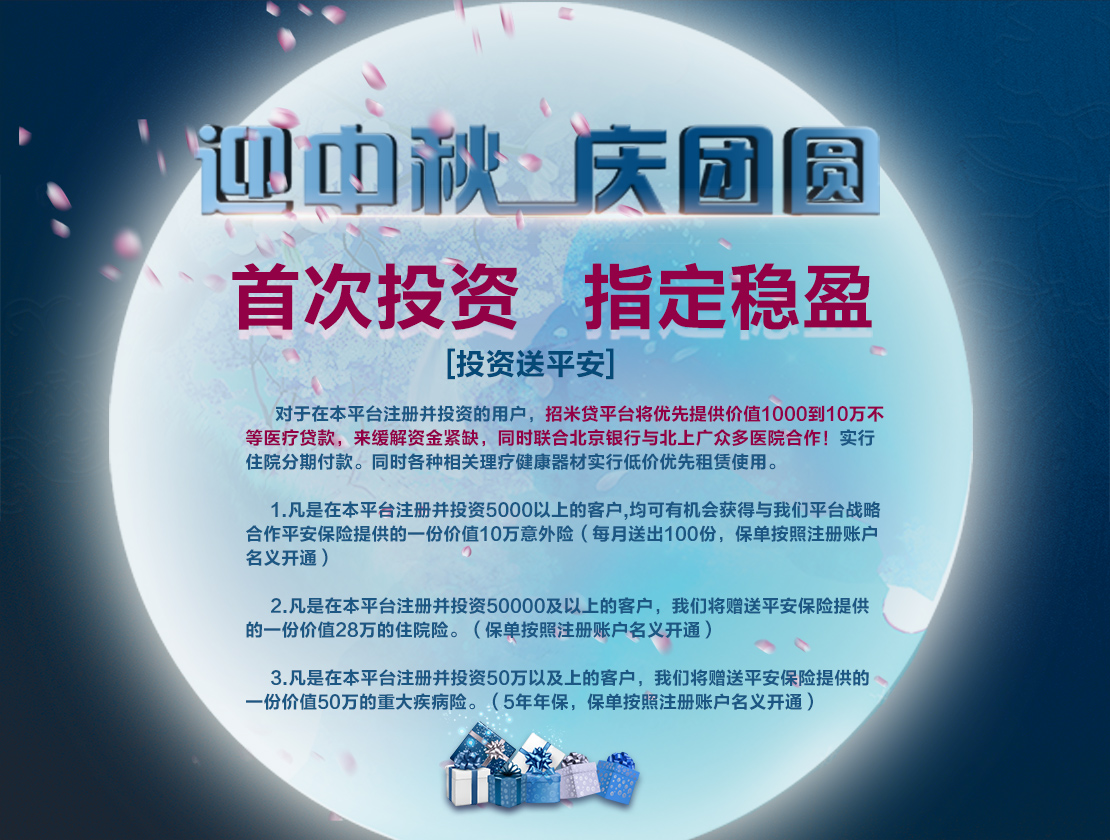 迎中秋 庆团圆
首次投资 指定稳盈
[投资送平安]
对于在本平台注册并投资的用户，招米贷平台将优先提供价值1000到10万不
等医疗贷款，来缓解资金紧缺，同时联合北京银行与北上广众多医院合作！实行
住院分期付款。同时各种相关理疗健康器材实行低价优先租赁使用。
1.凡是在本平台注册并投资5000以上的客户,均可有机会获得与我们平台战略
合作平安保险提供的一份价值10万意外险（每月送出100份，保单按照注册账户
名义开通）
2.凡是在本平台注册并投资50000及以上的客户，我们将赠送平安保险提供
的一份价值28万的住院险。（保单按照注册账户名义开通）
3.凡是在本平台注册并投资50万以及上的客户，我们将赠送平安保险提供的
一份价值50万的重大疾病险。（5年年保，保单按照注册账户名义开通）